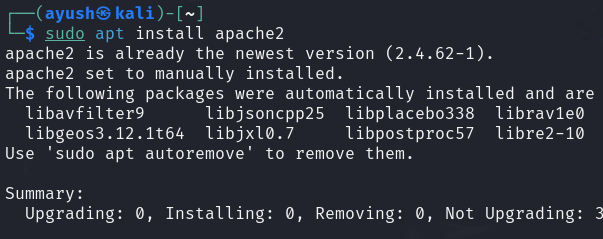 ┌──(ayush㉿kali)-[~]
└─$ sudo apt install apache2
apache2 is already the newest version (2.4.62-1).
apache2 set to manually installed.
The following packages were automatically installed and are
  libavfilter9      libjsoncpp25  libplacebo338  librav1e0
  libgeos3.12.1t64  libjxl0.7     libpostproc57  libre2-10
Use 'sudo apt autoremove' to remove them.

Summary:
  Upgrading: 0, Installing: 0, Removing: 0, Not Upgrading: 3